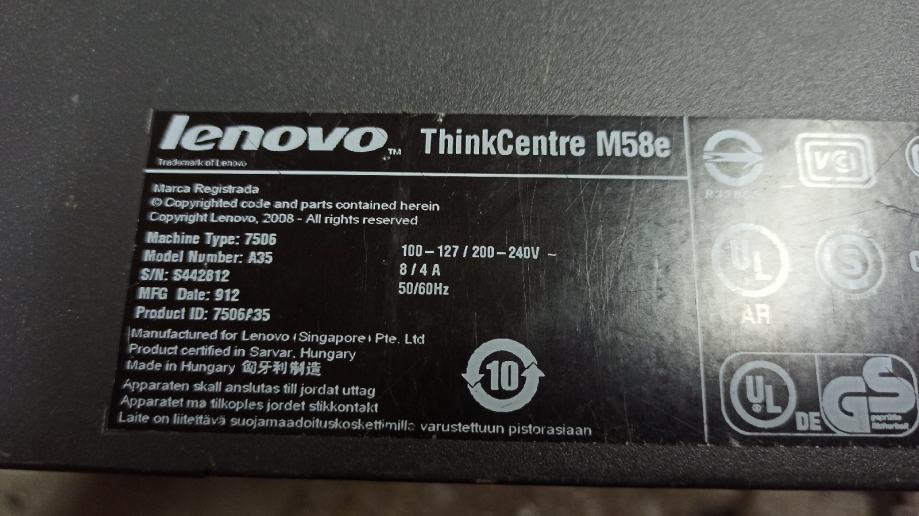 lenovo™ ThinkCentre M58e
Trademark of Lenovo
Marca Registrada
© Copyrighted code and parts contained herein
Copyright Lenovo, 2008 - All rights reserved
Machine Type: 7506
Model Number: A35
S/N: S442812
MFG Date: 912
Product ID: 7506A35
100-127 / 200-240V ~
8 / 4 A
50/60Hz
Manufactured for Lenovo (Singapore) Pte. Ltd
Product certified in Sarvar, Hungary
Made in Hungary 匈牙利制造
Apparaten skall anslutas till jordat uttag
Apparatet må tilkoples jordet stikkontakt
Laite on liitettävä suojamaadoituskoskettimilla varustettuun pistorasiaan
10
VCI
UL
S
AR
UL
DE
GS
geprüfte
Sicherheit